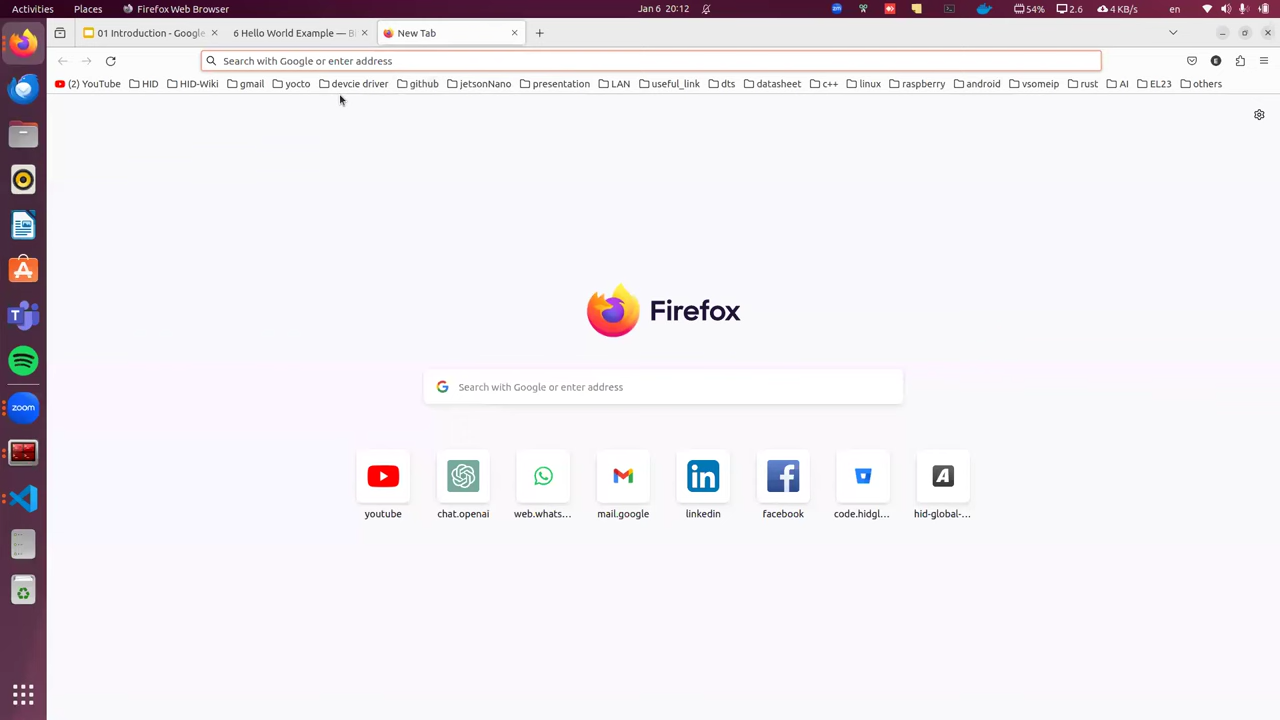 Activities Places Firefox Web Browser Jan 6 20:12 54% 2.6 4 KB/s en
01 Introduction - Google 6 Hello World Example — Bi New Tab
Search with Google or enter address
(2) YouTube HID HID-Wiki gmail yocto devcie driver github jetsonNano presentation LAN useful_link dts datasheet c++ linux raspberry android vsomeip rust AI EL23 others
Firefox
Search with Google or enter address
youtube chat.openai web.whats... mail.google linkedin facebook code.hidgl... hid-global-...
zoom